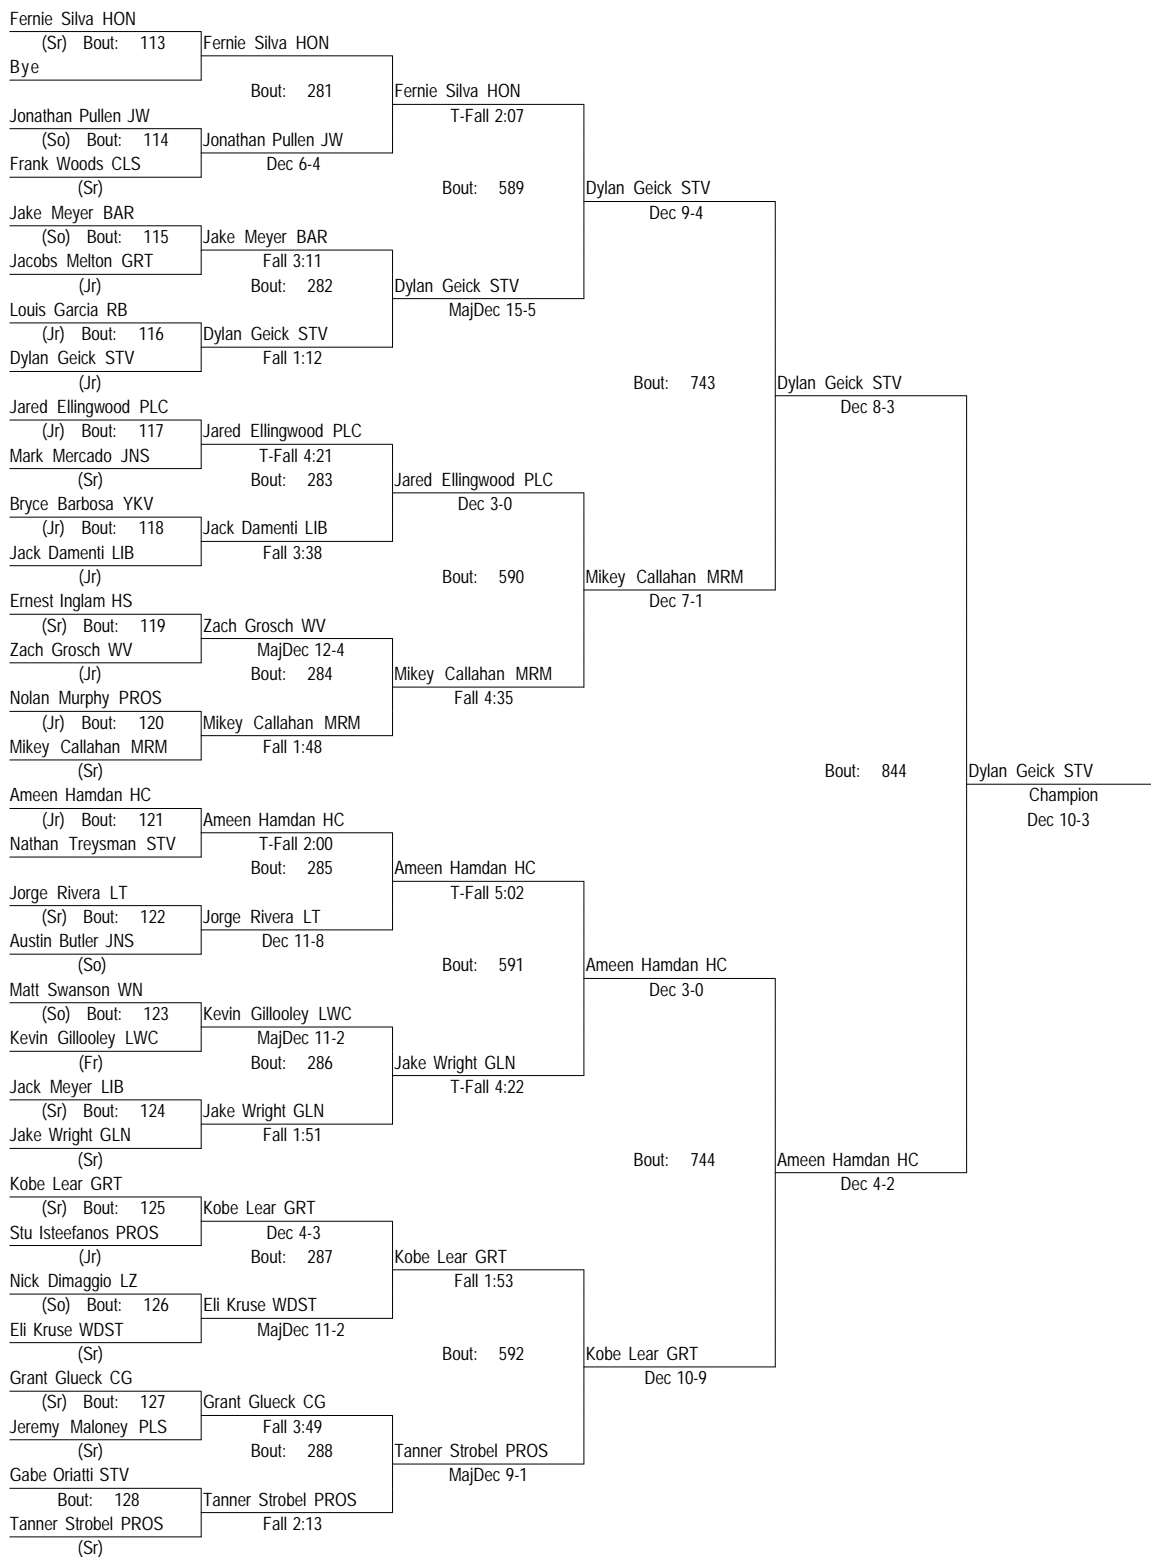 Fernie Silva HON
(Sr) Bout: 113 Fernie Silva HON
Bye
Bout: 281 Fernie Silva HON
Jonathan Pullen JW T-Fall 2:07
(So) Bout: 114 Jonathan Pullen JW
Frank Woods CLS Dec 6-4
(Sr) Bout: 589 Dylan Geick STV
Jake Meyer BAR Dec 9-4
(So) Bout: 115 Jake Meyer BAR
Jacobs Melton GRT Fall 3:11
(Jr) Bout: 282 Dylan Geick STV
Louis Garcia RB MajDec 15-5
(Jr) Bout: 116 Dylan Geick STV
Dylan Geick STV Fall 1:12
(Jr) Bout: 743 Dylan Geick STV
Jared Ellingwood PLC Dec 8-3
(Jr) Bout: 117 Jared Ellingwood PLC
Mark Mercado JNS T-Fall 4:21
(Sr) Bout: 283 Jared Ellingwood PLC
Bryce Barbosa YKV Dec 3-0
(Jr) Bout: 118 Jack Damenti LIB
Jack Damenti LIB Fall 3:38
(Jr) Bout: 590 Mikey Callahan MRM
Ernest Inglam HS Dec 7-1
(Sr) Bout: 119 Zach Grosch WV
Zach Grosch WV MajDec 12-4
(Jr) Bout: 284 Mikey Callahan MRM
Nolan Murphy PROS Fall 4:35
(Jr) Bout: 120 Mikey Callahan MRM
Mikey Callahan MRM Fall 1:48
(Sr) Bout: 844 Dylan Geick STV
Ameen Hamdan HC Champion
(Jr) Bout: 121 Ameen Hamdan HC Dec 10-3
Nathan Treysman STV T-Fall 2:00
Bout: 285 Ameen Hamdan HC
Jorge Rivera LT T-Fall 5:02
(Sr) Bout: 122 Jorge Rivera LT
Austin Butler JNS Dec 11-8
(So) Bout: 591 Ameen Hamdan HC
Matt Swanson WN Dec 3-0
(So) Bout: 123 Kevin Gillooley LWC
Kevin Gillooley LWC MajDec 11-2
(Fr) Bout: 286 Jake Wright GLN
Jack Meyer LIB T-Fall 4:22
(Sr) Bout: 124 Jake Wright GLN
Jake Wright GLN Fall 1:51
(Sr) Bout: 744 Ameen Hamdan HC
Kobe Lear GRT Dec 4-2
(Sr) Bout: 125 Kobe Lear GRT
Stu Isteefanos PROS Dec 4-3
(Jr) Bout: 287 Kobe Lear GRT
Nick Dimaggio LZ Fall 1:53
(So) Bout: 126 Eli Kruse WDST
Eli Kruse WDST MajDec 11-2
(Sr) Bout: 592 Kobe Lear GRT
Grant Glueck CG Dec 10-9
(Sr) Bout: 127 Grant Glueck CG
Jeremy Maloney PLS Fall 3:49
(Sr) Bout: 288 Tanner Strobel PROS
Gabe Oriatti STV MajDec 9-1
Bout: 128 Tanner Strobel PROS
Tanner Strobel PROS Fall 2:13
(Sr)